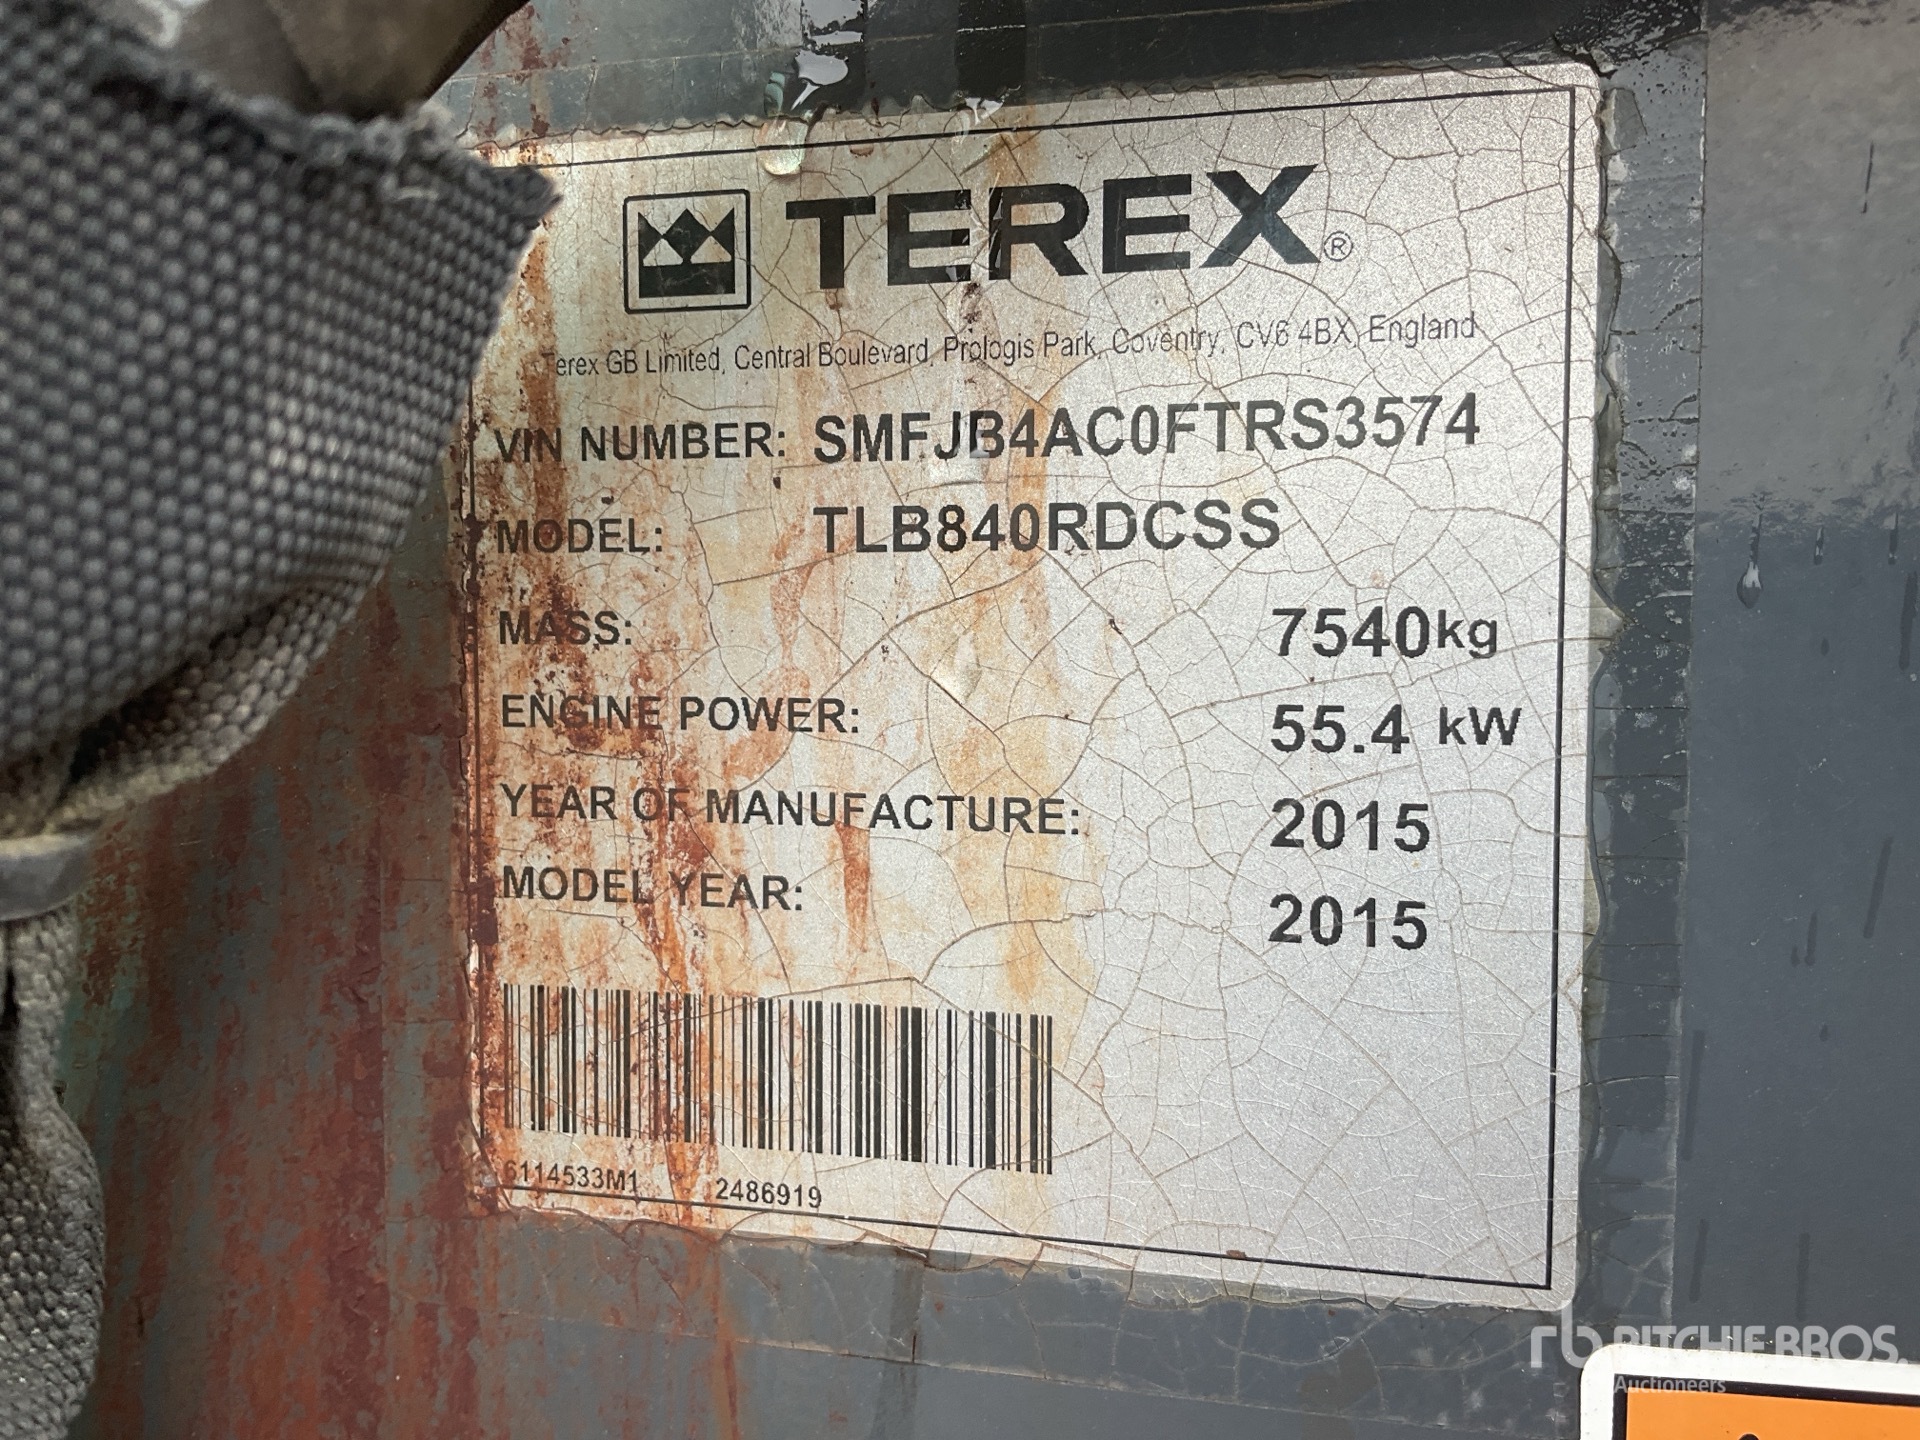 TEREX®
Terex GB Limited, Central Boulevard, Prologis Park, Coventry, CV6 4BX, England
VIN NUMBER: SMFJB4AC0FTRS3574
MODEL: TLB840RDCSS
MASS: 7540kg
ENGINE POWER: 55.4 kW
YEAR OF MANUFACTURE: 2015
MODEL YEAR: 2015
6114533M1 2486919
rb RITCHIE BROS.
Auctioneers